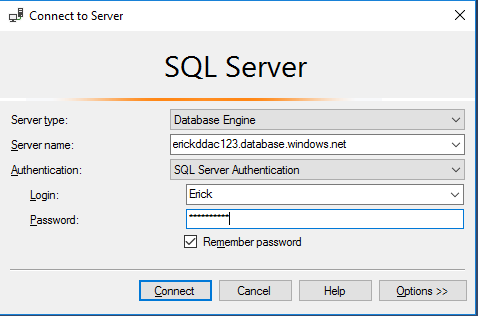 Connect to Server
SQL Server
Server type: Database Engine
Server name: erickddac123.database.windows.net
Authentication: SQL Server Authentication
Login: Erick
Password: **********
Remember password
Connect Cancel Help Options >>